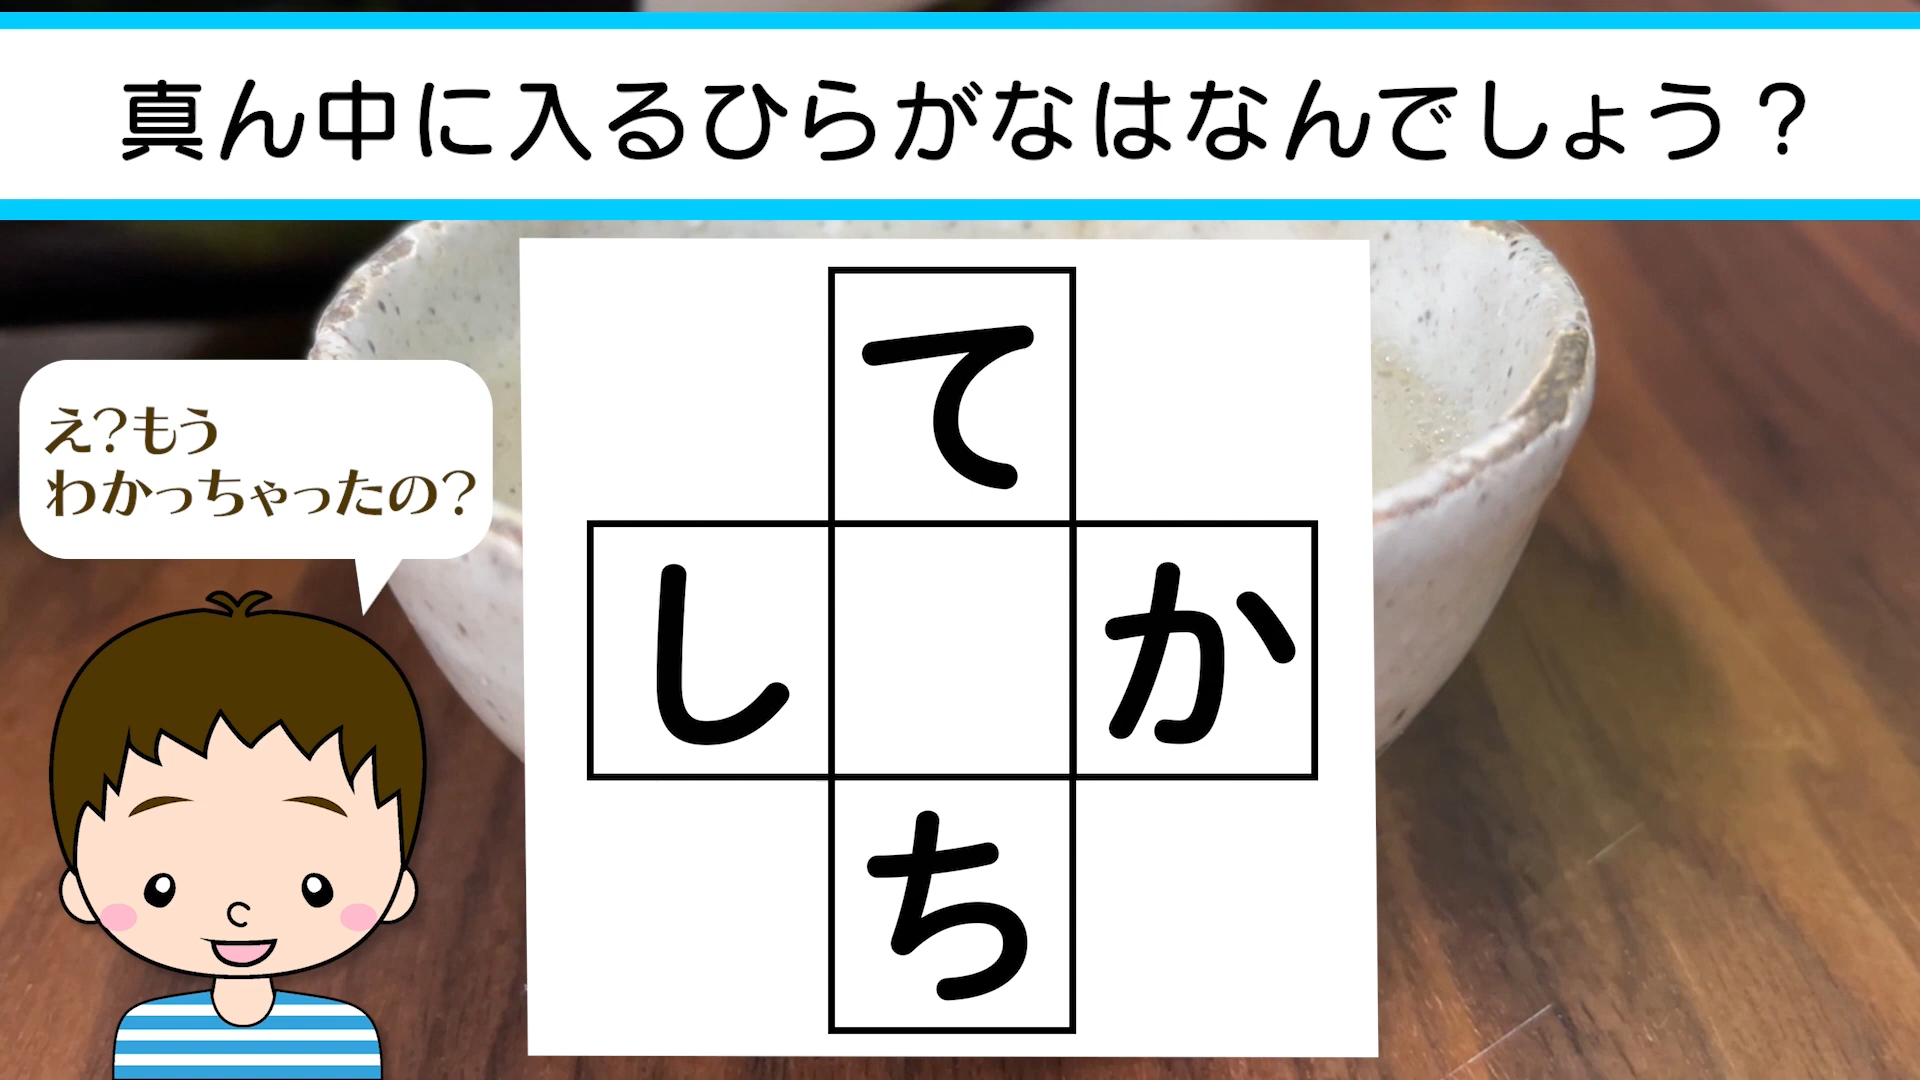 真ん中に入るひらがなはなんでしょう？
え？もう
わかっちゃったの？
て
し
か
ち